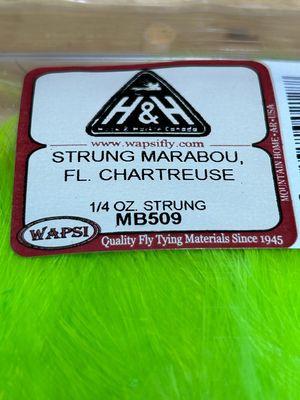 H&H
Canada
www.wapsifly.com
STRUNG MARABOU,
FL. CHARTREUSE
1/4 OZ. STRUNG
MB509
WAPSI
Quality Fly Tying Materials Since 1945
MOUNTAIN HOME · AR · USA